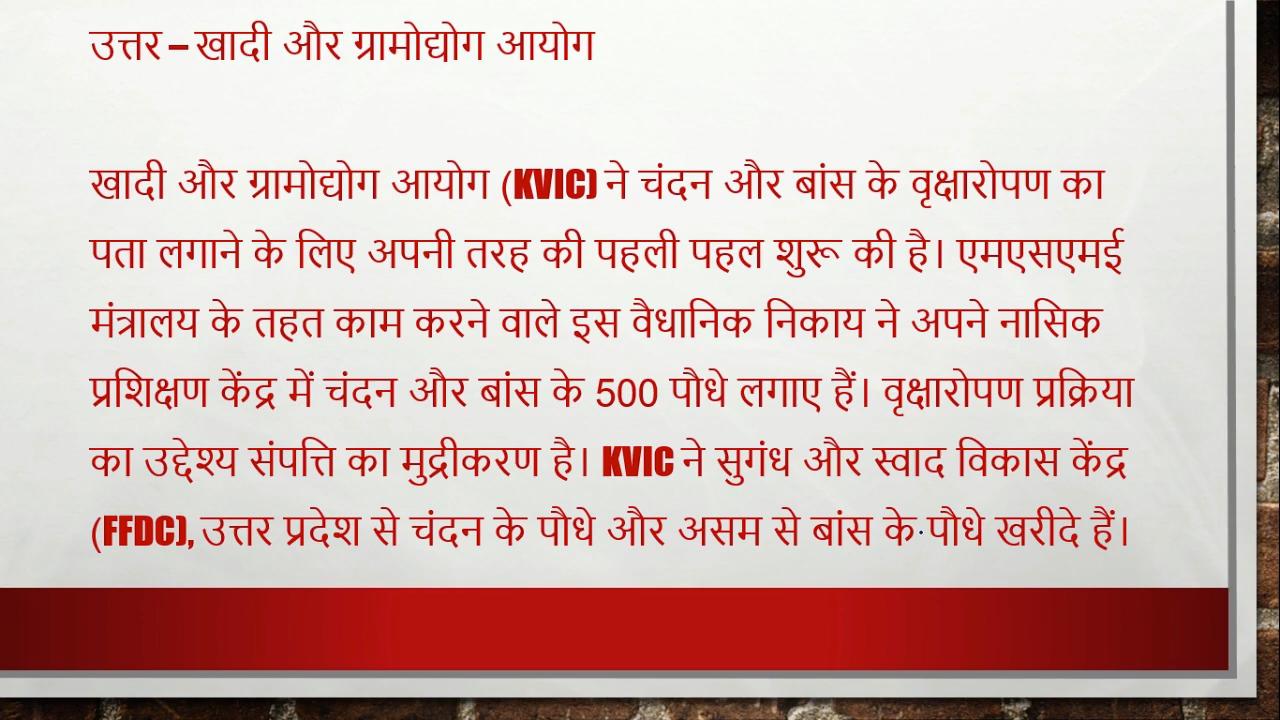 उत्तर – खादी और ग्रामोद्योग आयोग
खादी और ग्रामोद्योग आयोग (KVIC) ने चंदन और बांस के वृक्षारोपण का
पता लगाने के लिए अपनी तरह की पहली पहल शुरू की है। एमएसएमई
मंत्रालय के तहत काम करने वाले इस वैधानिक निकाय ने अपने नासिक
प्रशिक्षण केंद्र में चंदन और बांस के 500 पौधे लगाए हैं। वृक्षारोपण प्रक्रिया
का उद्देश्य संपत्ति का मुद्रीकरण है। KVIC ने सुगंध और स्वाद विकास केंद्र
(FFDC), उत्तर प्रदेश से चंदन के पौधे और असम से बांस के पौधे खरीदे हैं।